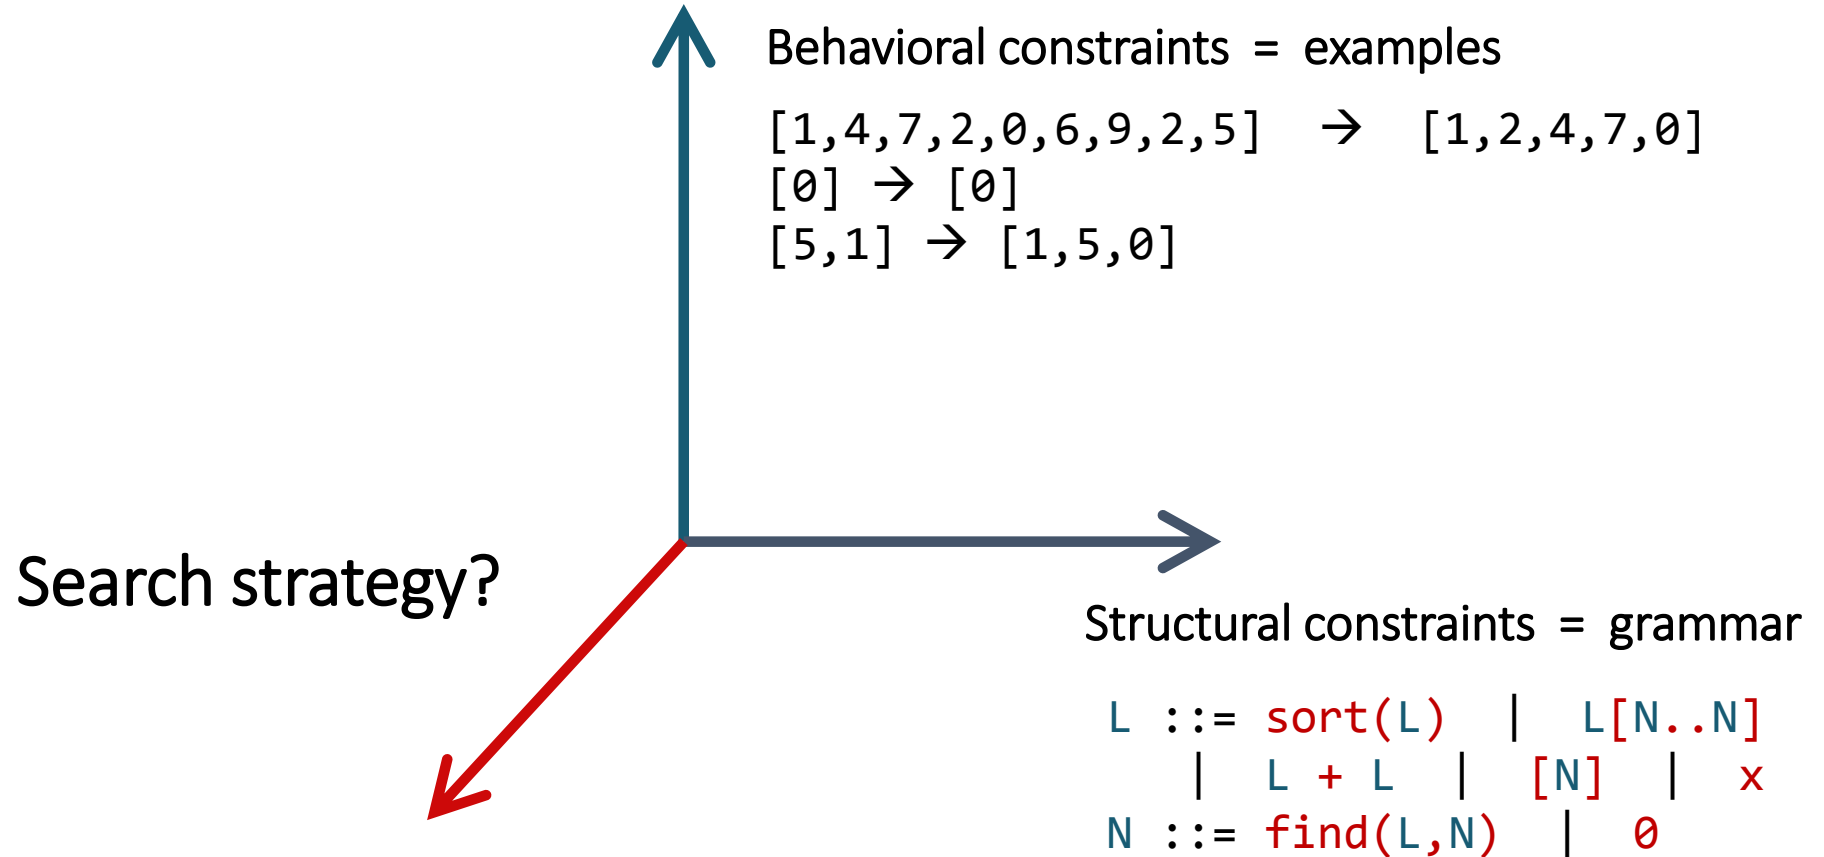 Behavioral constraints = examples
[1,4,7,2,0,6,9,2,5] → [1,2,4,7,0]
[0] → [0]
[5,1] → [1,5,0]
Search strategy?
Structural constraints = grammar
L ::= sort(L) | L[N..N]
| L + L | [N] | x
N ::= find(L,N) | 0